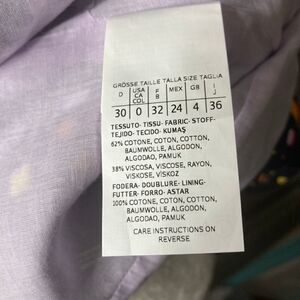 GRÖSSE TAILLE TALLA SIZE TAGLIA
D USA CA COL F B MEX GB I J
30 0 32 24 4 36
TESSUTO-TISSU-FABRIC-STOFF-
TEJIDO-TECIDO-KUMAŞ
62% COTONE, COTON, COTTON,
BAUMWOLLE, ALGODON,
ALGODAO, PAMUK
38% VISCOSA, VISCOSE, RAYON,
VISKOSE, VISKOZ
FODERA-DOUBLURE-LINING-
FUTTER-FORRO-ASTAR
100% COTONE, COTON, COTTON,
BAUMWOLLE, ALGODON,
ALGODAO, PAMUK
CARE INSTRUCTIONS ON
REVERSE